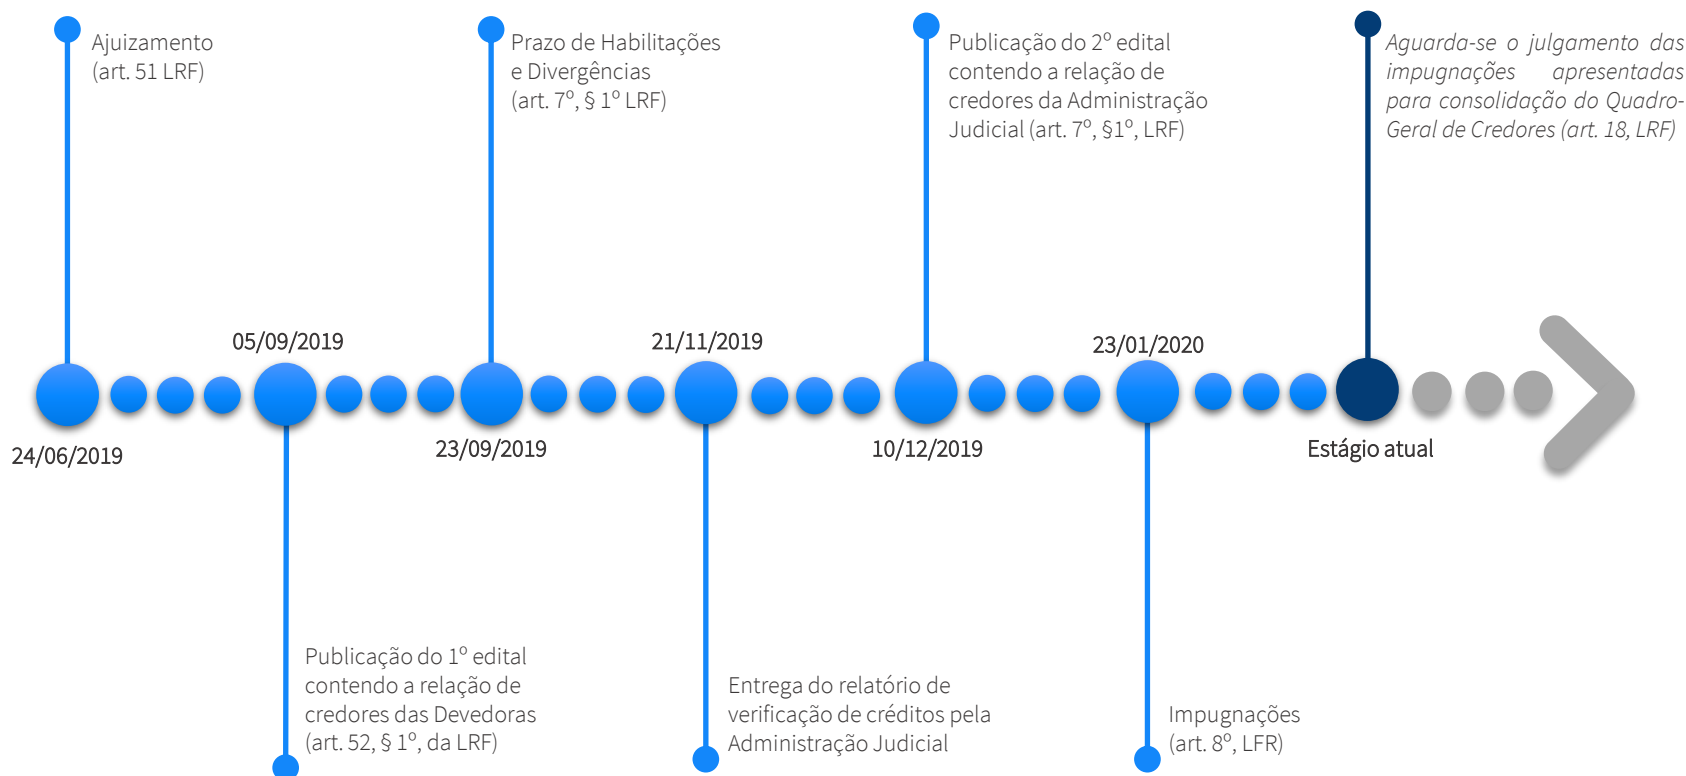 Ajuizamento
(art. 51 LRF)
Prazo de Habilitações
e Divergências
(art. 7º, § 1º LRF)
Publicação do 2º edital
contendo a relação de
credores da Administração
Judicial (art. 7º, §1º, LRF)
Aguarda-se o julgamento das
impugnações apresentadas
para consolidação do Quadro-
Geral de Credores (art. 18, LRF)
05/09/2019
21/11/2019
23/01/2020
24/06/2019
23/09/2019
10/12/2019
Estágio atual
Publicação do 1º edital
contendo a relação de
credores das Devedoras
(art. 52, § 1º, da LRF)
Entrega do relatório de
verificação de créditos pela
Administração Judicial
Impugnações
(art. 8º, LFR)